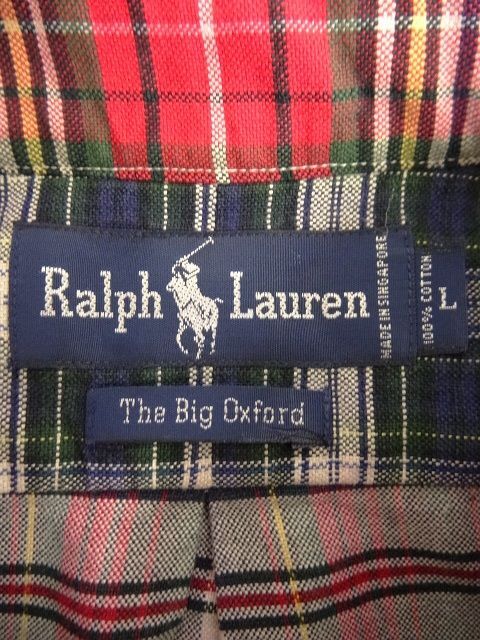 Ralph Lauren
MADE IN SINGAPORE
100% COTTON
L
The Big Oxford